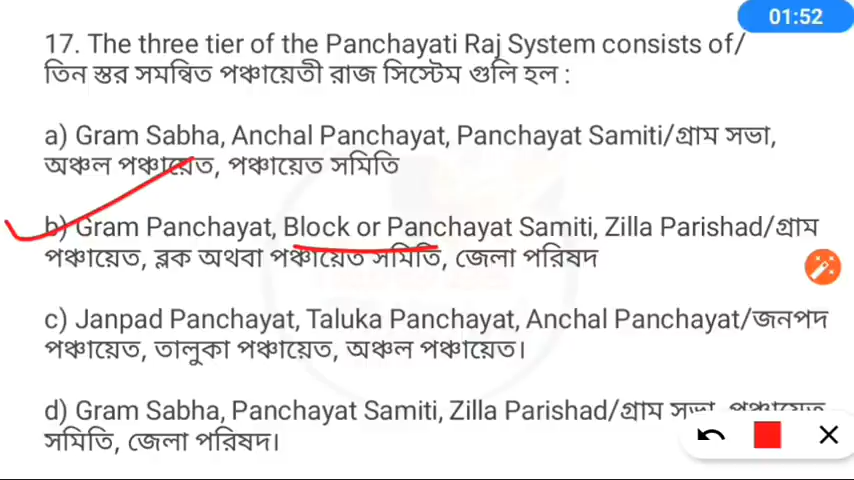 01:52
17. The three tier of the Panchayati Raj System consists of/
তিন স্তর সমন্বিত পঞ্চায়েতী রাজ সিস্টেম গুলি হল :
a) Gram Sabha, Anchal Panchayat, Panchayat Samiti/গ্রাম সভা,
অঞ্চল পঞ্চায়েত, পঞ্চায়েত সমিতি
b) Gram Panchayat, Block or Panchayat Samiti, Zilla Parishad/গ্রাম
পঞ্চায়েত, ব্লক অথবা পঞ্চায়েত সমিতি, জেলা পরিষদ
c) Janpad Panchayat, Taluka Panchayat, Anchal Panchayat/জনপদ
পঞ্চায়েত, তালুকা পঞ্চায়েত, অঞ্চল পঞ্চায়েত।
d) Gram Sabha, Panchayat Samiti, Zilla Parishad/গ্রাম সভা, পঞ্চায়েত
সমিতি, জেলা পরিষদ।